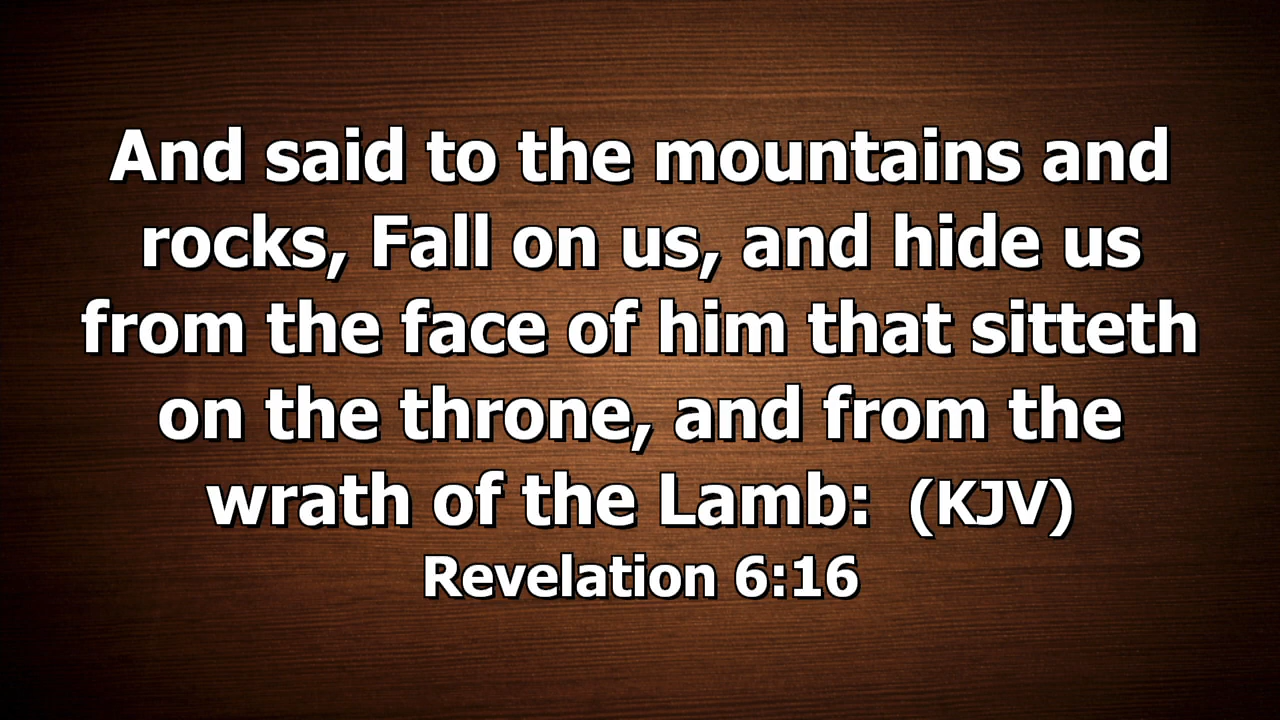 And said to the mountains and
rocks, Fall on us, and hide us
from the face of him that sitteth
on the throne, and from the
wrath of the Lamb:  (KJV)
Revelation 6:16